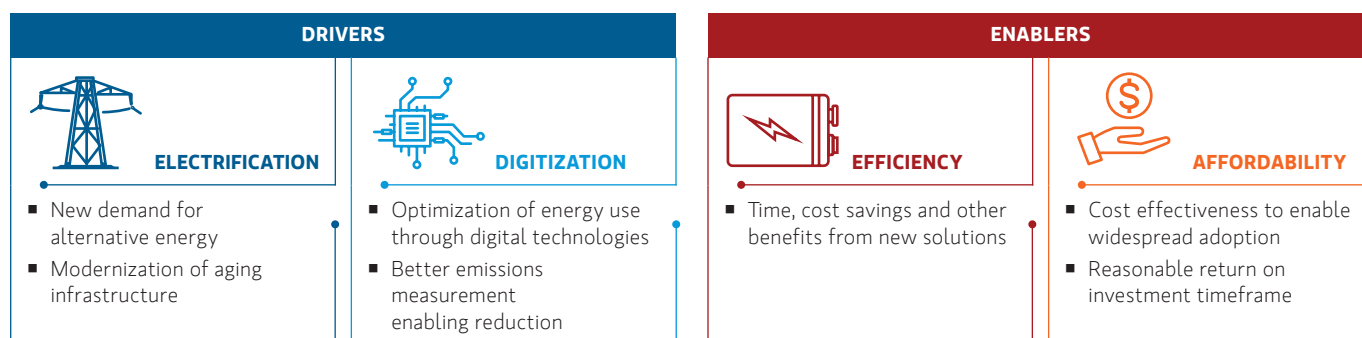 DRIVERS
ELECTRIFICATION
■ New demand for
alternative energy
■ Modernization of aging
infrastructure
DIGITIZATION
■ Optimization of energy use
through digital technologies
■ Better emissions
measurement
enabling reduction
ENABLERS
EFFICIENCY
■ Time, cost savings and other
benefits from new solutions
$
AFFORDABILITY
■ Cost effectiveness to enable
widespread adoption
■ Reasonable return on
investment timeframe